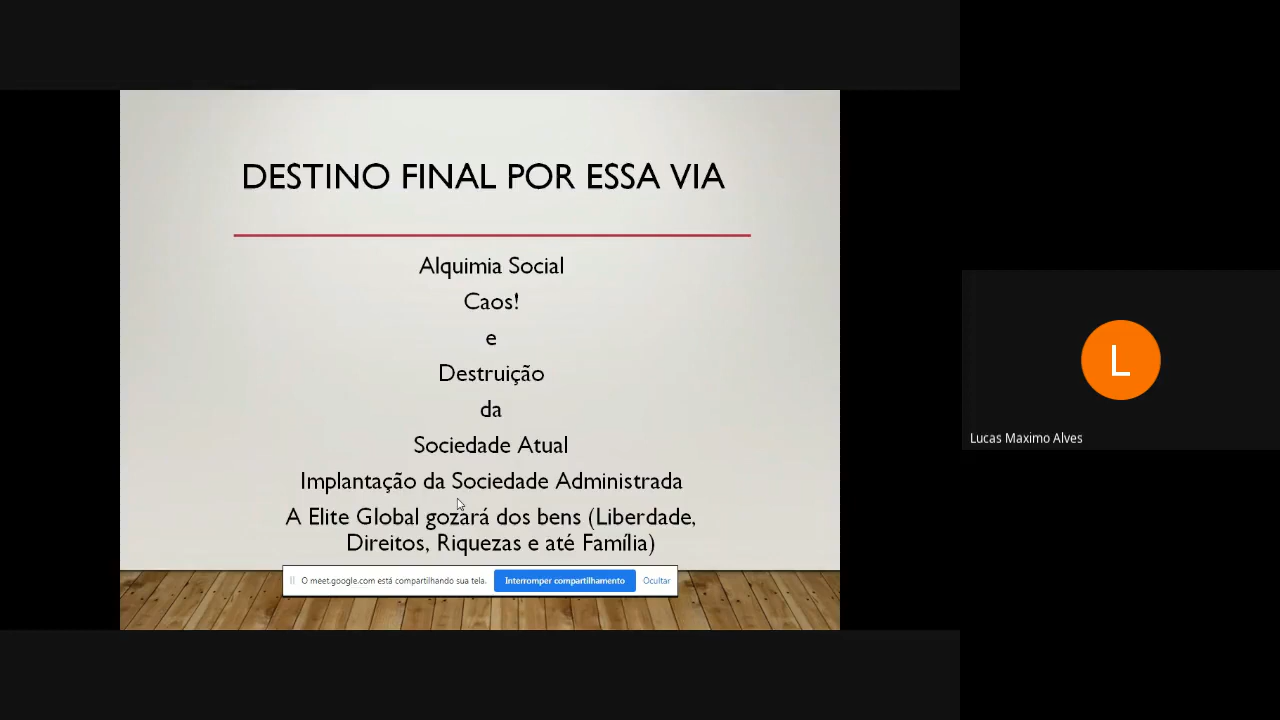 DESTINO FINAL POR ESSA VIA
Alquimia Social
Caos!
e
Destruição
da
Sociedade Atual
Implantação da Sociedade Administrada
A Elite Global gozará dos bens (Liberdade,
Direitos, Riquezas e até Família)
O meet.google.com está compartilhando sua tela.
Interromper compartilhamento
Ocultar
L
Lucas Maximo Alves